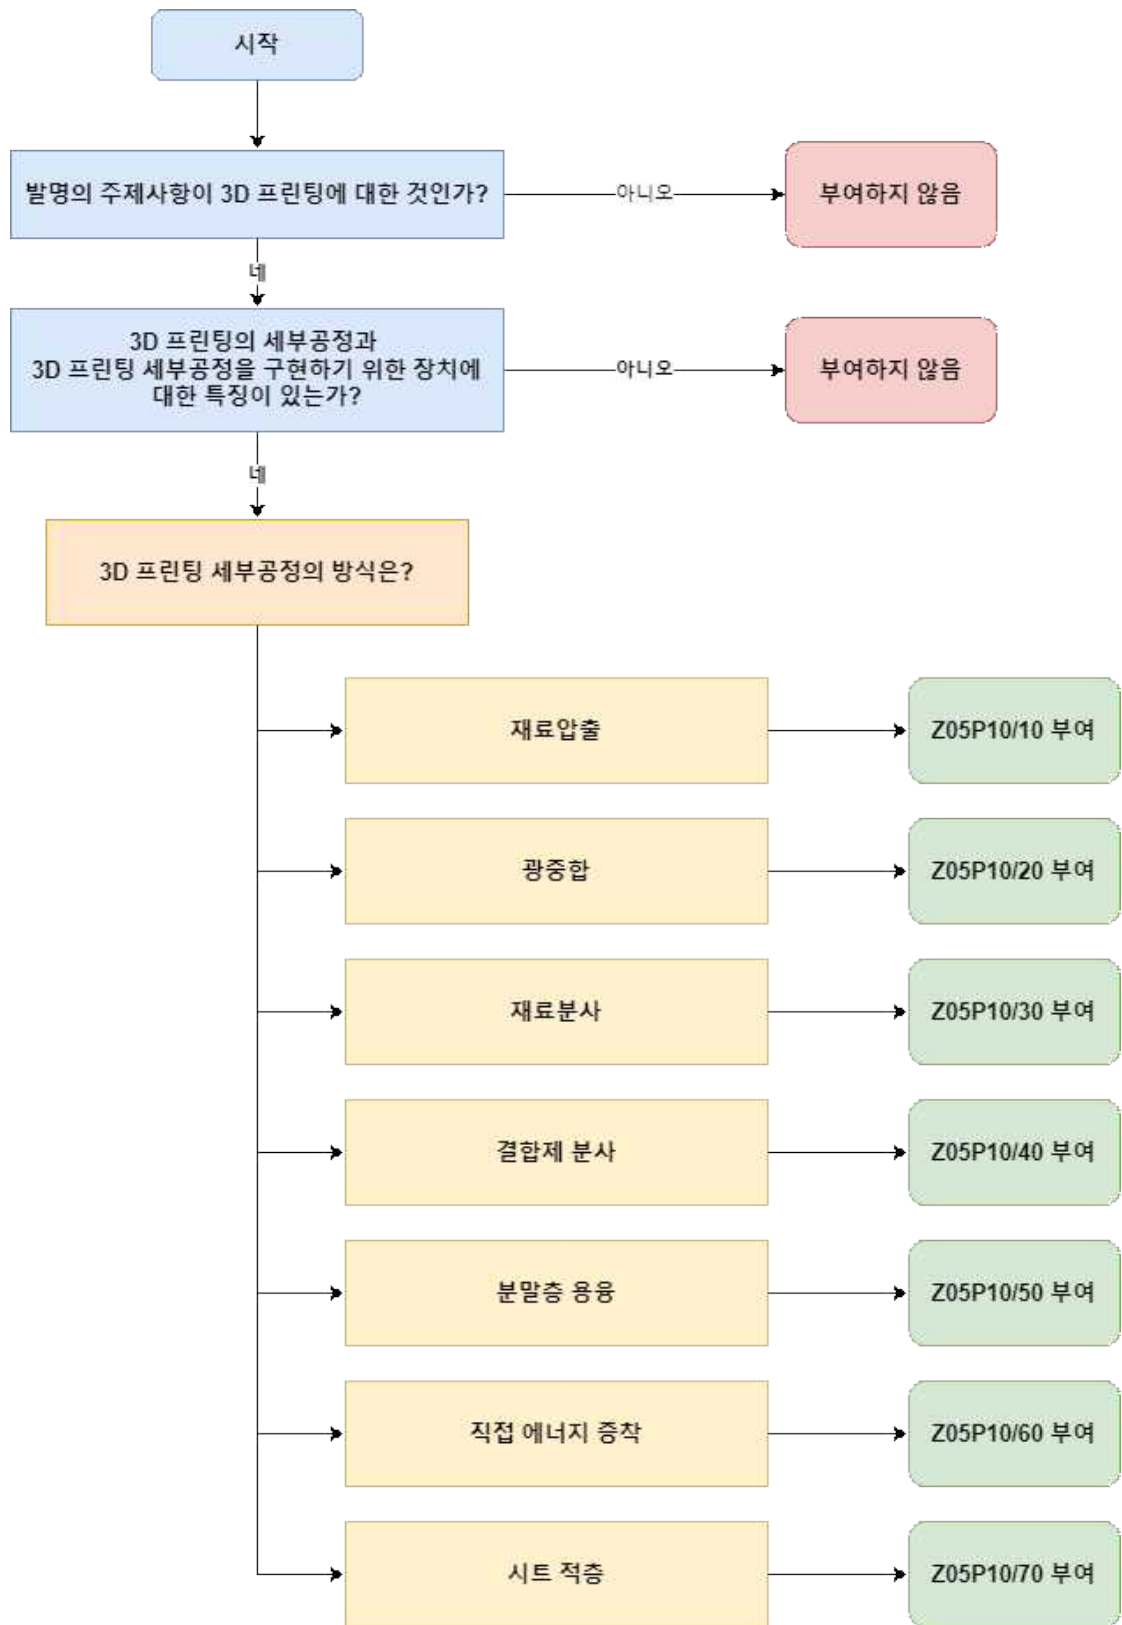 시작
발명의 주제사항이 3D 프린팅에 대한 것인가?
아니오
부여하지 않음
네
3D 프린팅의 세부공정과
3D 프린팅 세부공정을 구현하기 위한 장치에
대한 특징이 있는가?
아니오
부여하지 않음
네
3D 프린팅 세부공정의 방식은?
재료압출
Z05P10/10 부여
광중합
Z05P10/20 부여
재료분사
Z05P10/30 부여
결합제 분사
Z05P10/40 부여
분말층 용융
Z05P10/50 부여
직접 에너지 증착
Z05P10/60 부여
시트 적층
Z05P10/70 부여